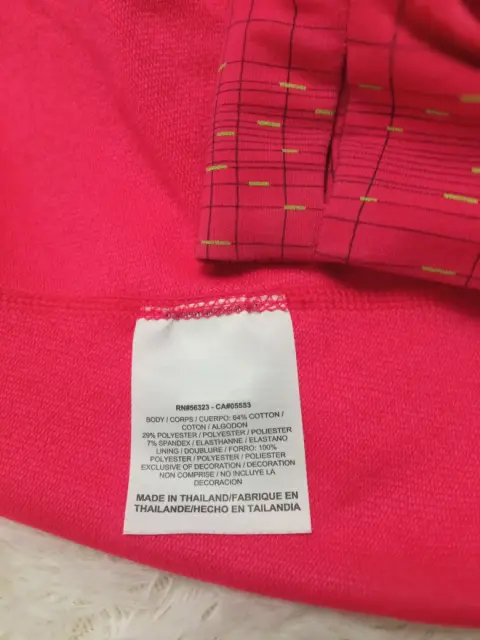 RN#56323 - CA#05553
BODY / CORPS / CUERPO: 64% COTTON /
COTON / ALGODON
29% POLYESTER / POLYESTER / POLIESTER
7% SPANDEX / ELASTHANNE / ELASTANO
LINING / DOUBLURE / FORRO: 100%
POLYESTER / POLYESTER / POLIESTER
EXCLUSIVE OF DECORATION / DECORATION
NON COMPRISE / NO INCLUYE LA
DECORACION
MADE IN THAILAND/FABRIQUE EN
THAILANDE/HECHO EN TAILANDIA